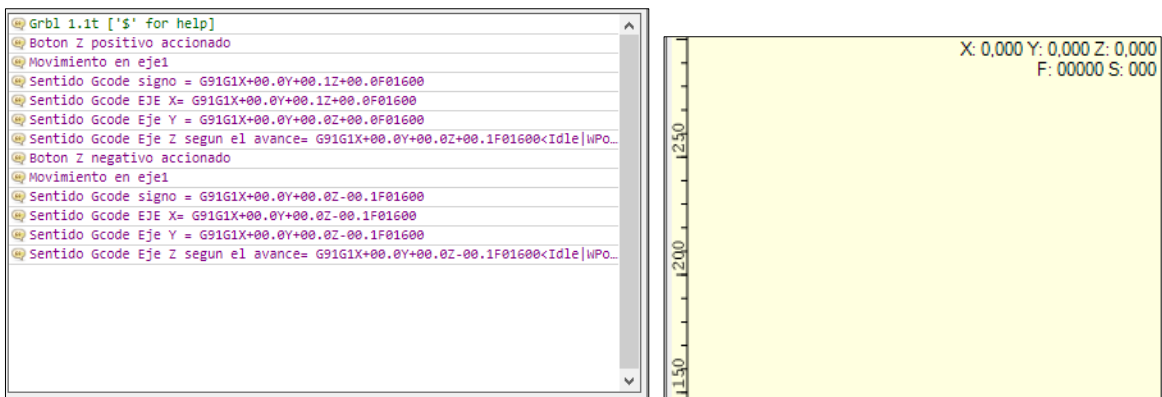 Grbl 1.1t ['$' for help]
Boton Z positivo accionado
Movimiento en eje1
Sentido Gcode signo = G91G1X+00.0Y+00.1Z+00.0F01600
Sentido Gcode EJE X= G91G1X+00.0Y+00.1Z+00.0F01600
Sentido Gcode Eje Y = G91G1X+00.0Y+00.0Z+00.0F01600
Sentido Gcode Eje Z segun el avance= G91G1X+00.0Y+00.0Z+00.1F01600<Idle|WPo…
Boton Z negativo accionado
Movimiento en eje1
Sentido Gcode signo = G91G1X+00.0Y+00.0Z-00.1F01600
Sentido Gcode EJE X= G91G1X+00.0Y+00.0Z-00.1F01600
Sentido Gcode Eje Y = G91G1X+00.0Y+00.0Z-00.1F01600
Sentido Gcode Eje Z segun el avance= G91G1X+00.0Y+00.0Z-00.1F01600<Idle|WPo…
X: 0,000 Y: 0,000 Z: 0,000
F: 00000 S: 000
250
200
150